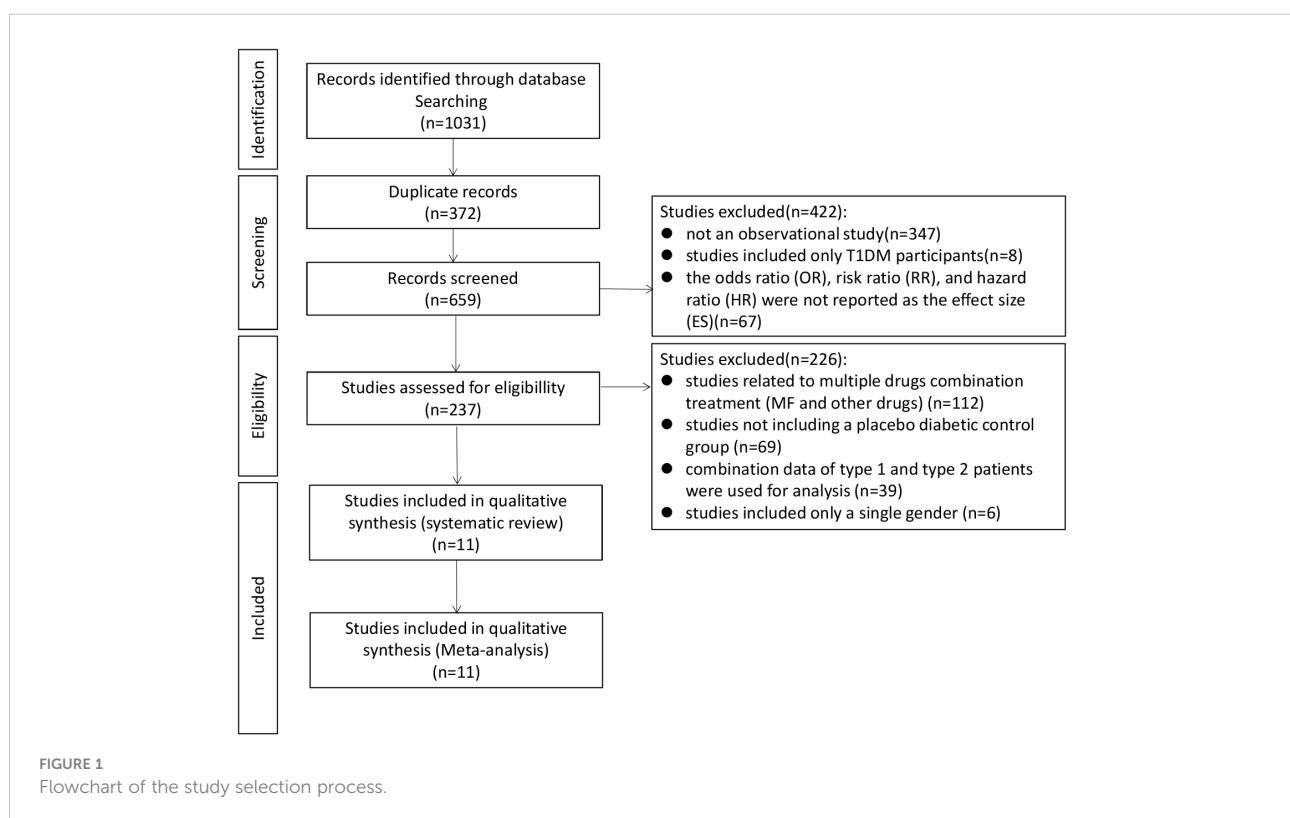 Identification
Records identified through database
Searching
(n=1031)
Screening
Duplicate records
(n=372)
Records screened
(n=659)
Studies excluded(n=422):
● not an observational study(n=347)
● studies included only T1DM participants(n=8)
● the odds ratio (OR), risk ratio (RR), and hazard
ratio (HR) were not reported as the effect size
(ES)(n=67)
Eligibility
Studies assessed for eligibillity
(n=237)
Studies excluded(n=226):
● studies related to multiple drugs combination
treatment (MF and other drugs) (n=112)
● studies not including a placebo diabetic control
group (n=69)
● combination data of type 1 and type 2 patients
were used for analysis (n=39)
● studies included only a single gender (n=6)
Included
Studies included in qualitative
synthesis (systematic review)
(n=11)
Studies included in qualitative
synthesis (Meta-analysis)
(n=11)
FIGURE 1
Flowchart of the study selection process.